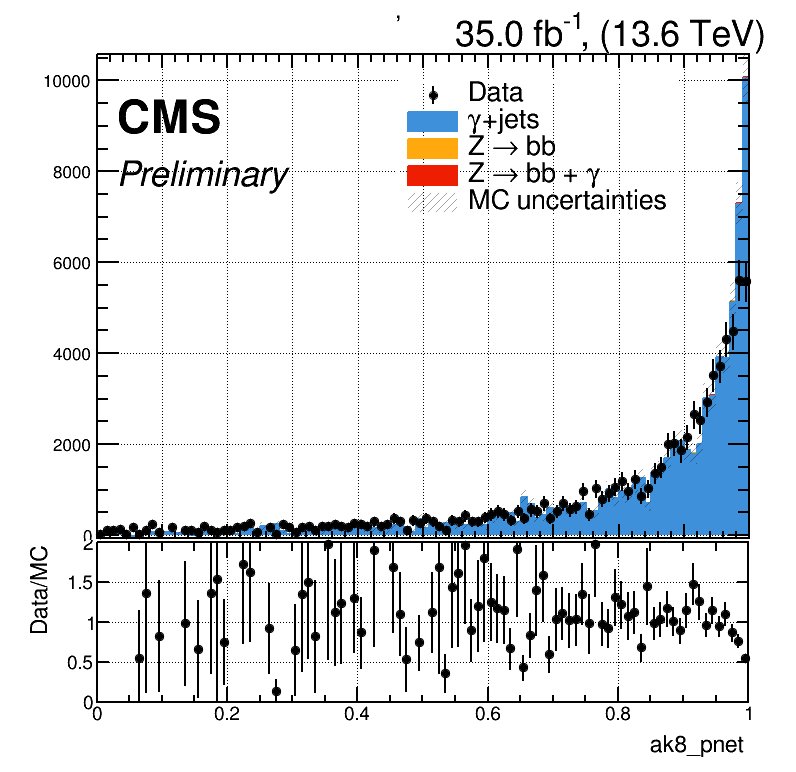 ,
35.0 fb-1, (13.6 TeV)
10000
8000
6000
4000
2000
0
CMS
Preliminary
Data
γ+jets
Z → bb
Z → bb + γ
MC uncertainties
Data/MC
2
1.5
1
0.5
0
0 0.2 0.4 0.6 0.8 1
ak8_pnet